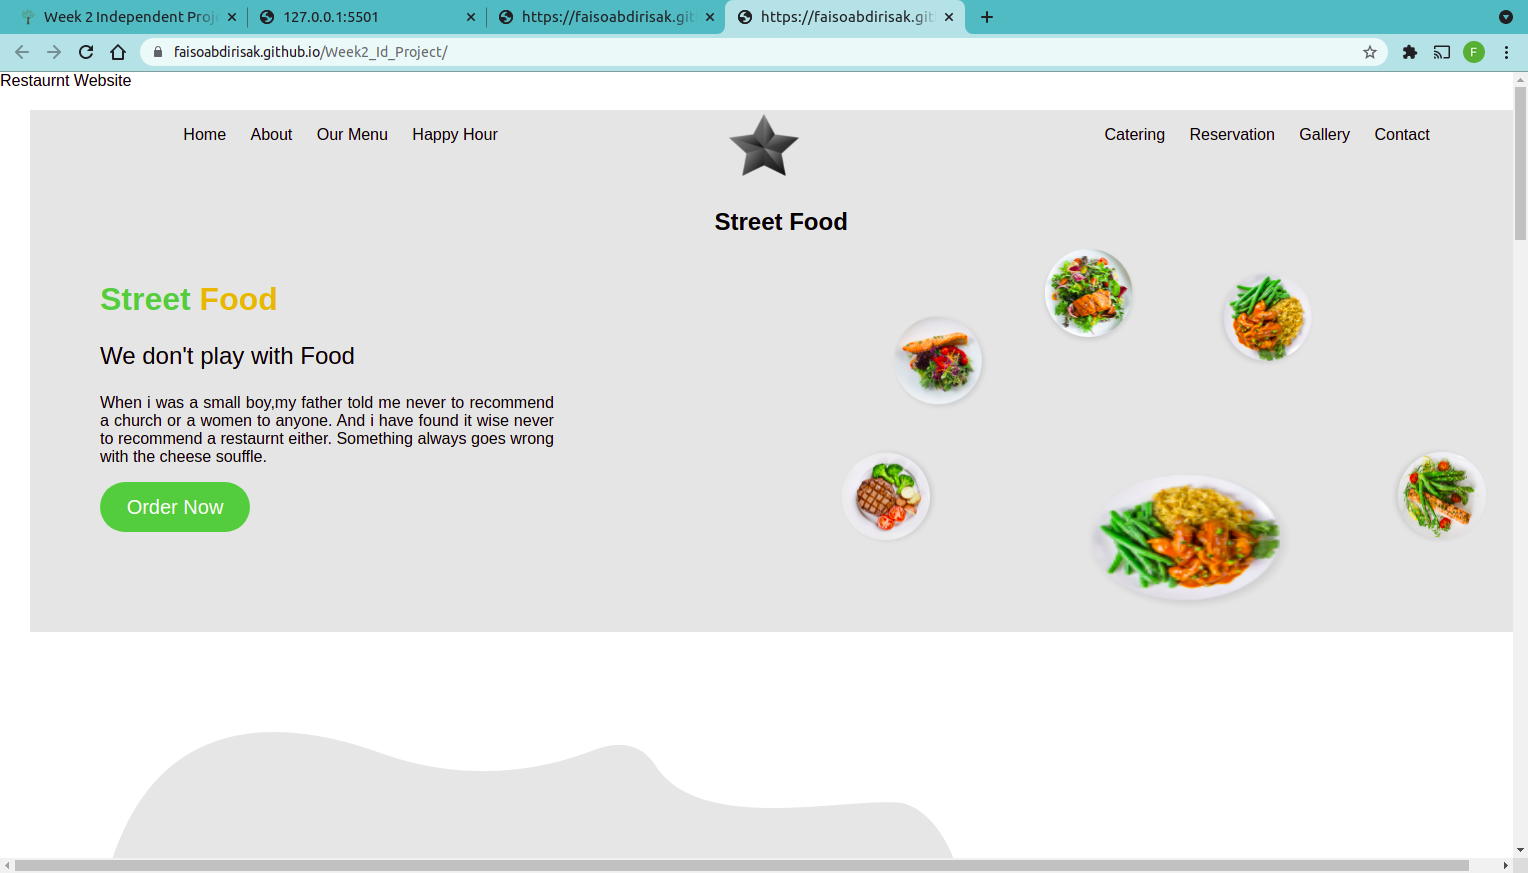 Week 2 Independent Proj
127.0.0.1:5501
https://faisoabdirisak.git
https://faisoabdirisak.git
faisoabdirisak.github.io/Week2_Id_Project/
F
Restaurnt Website
Home About Our Menu Happy Hour
Catering Reservation Gallery Contact
Street Food
Street Food
We don't play with Food
When i was a small boy,my father told me never to recommend
a church or a women to anyone. And i have found it wise never
to recommend a restaurnt either. Something always goes wrong
with the cheese souffle.
Order Now